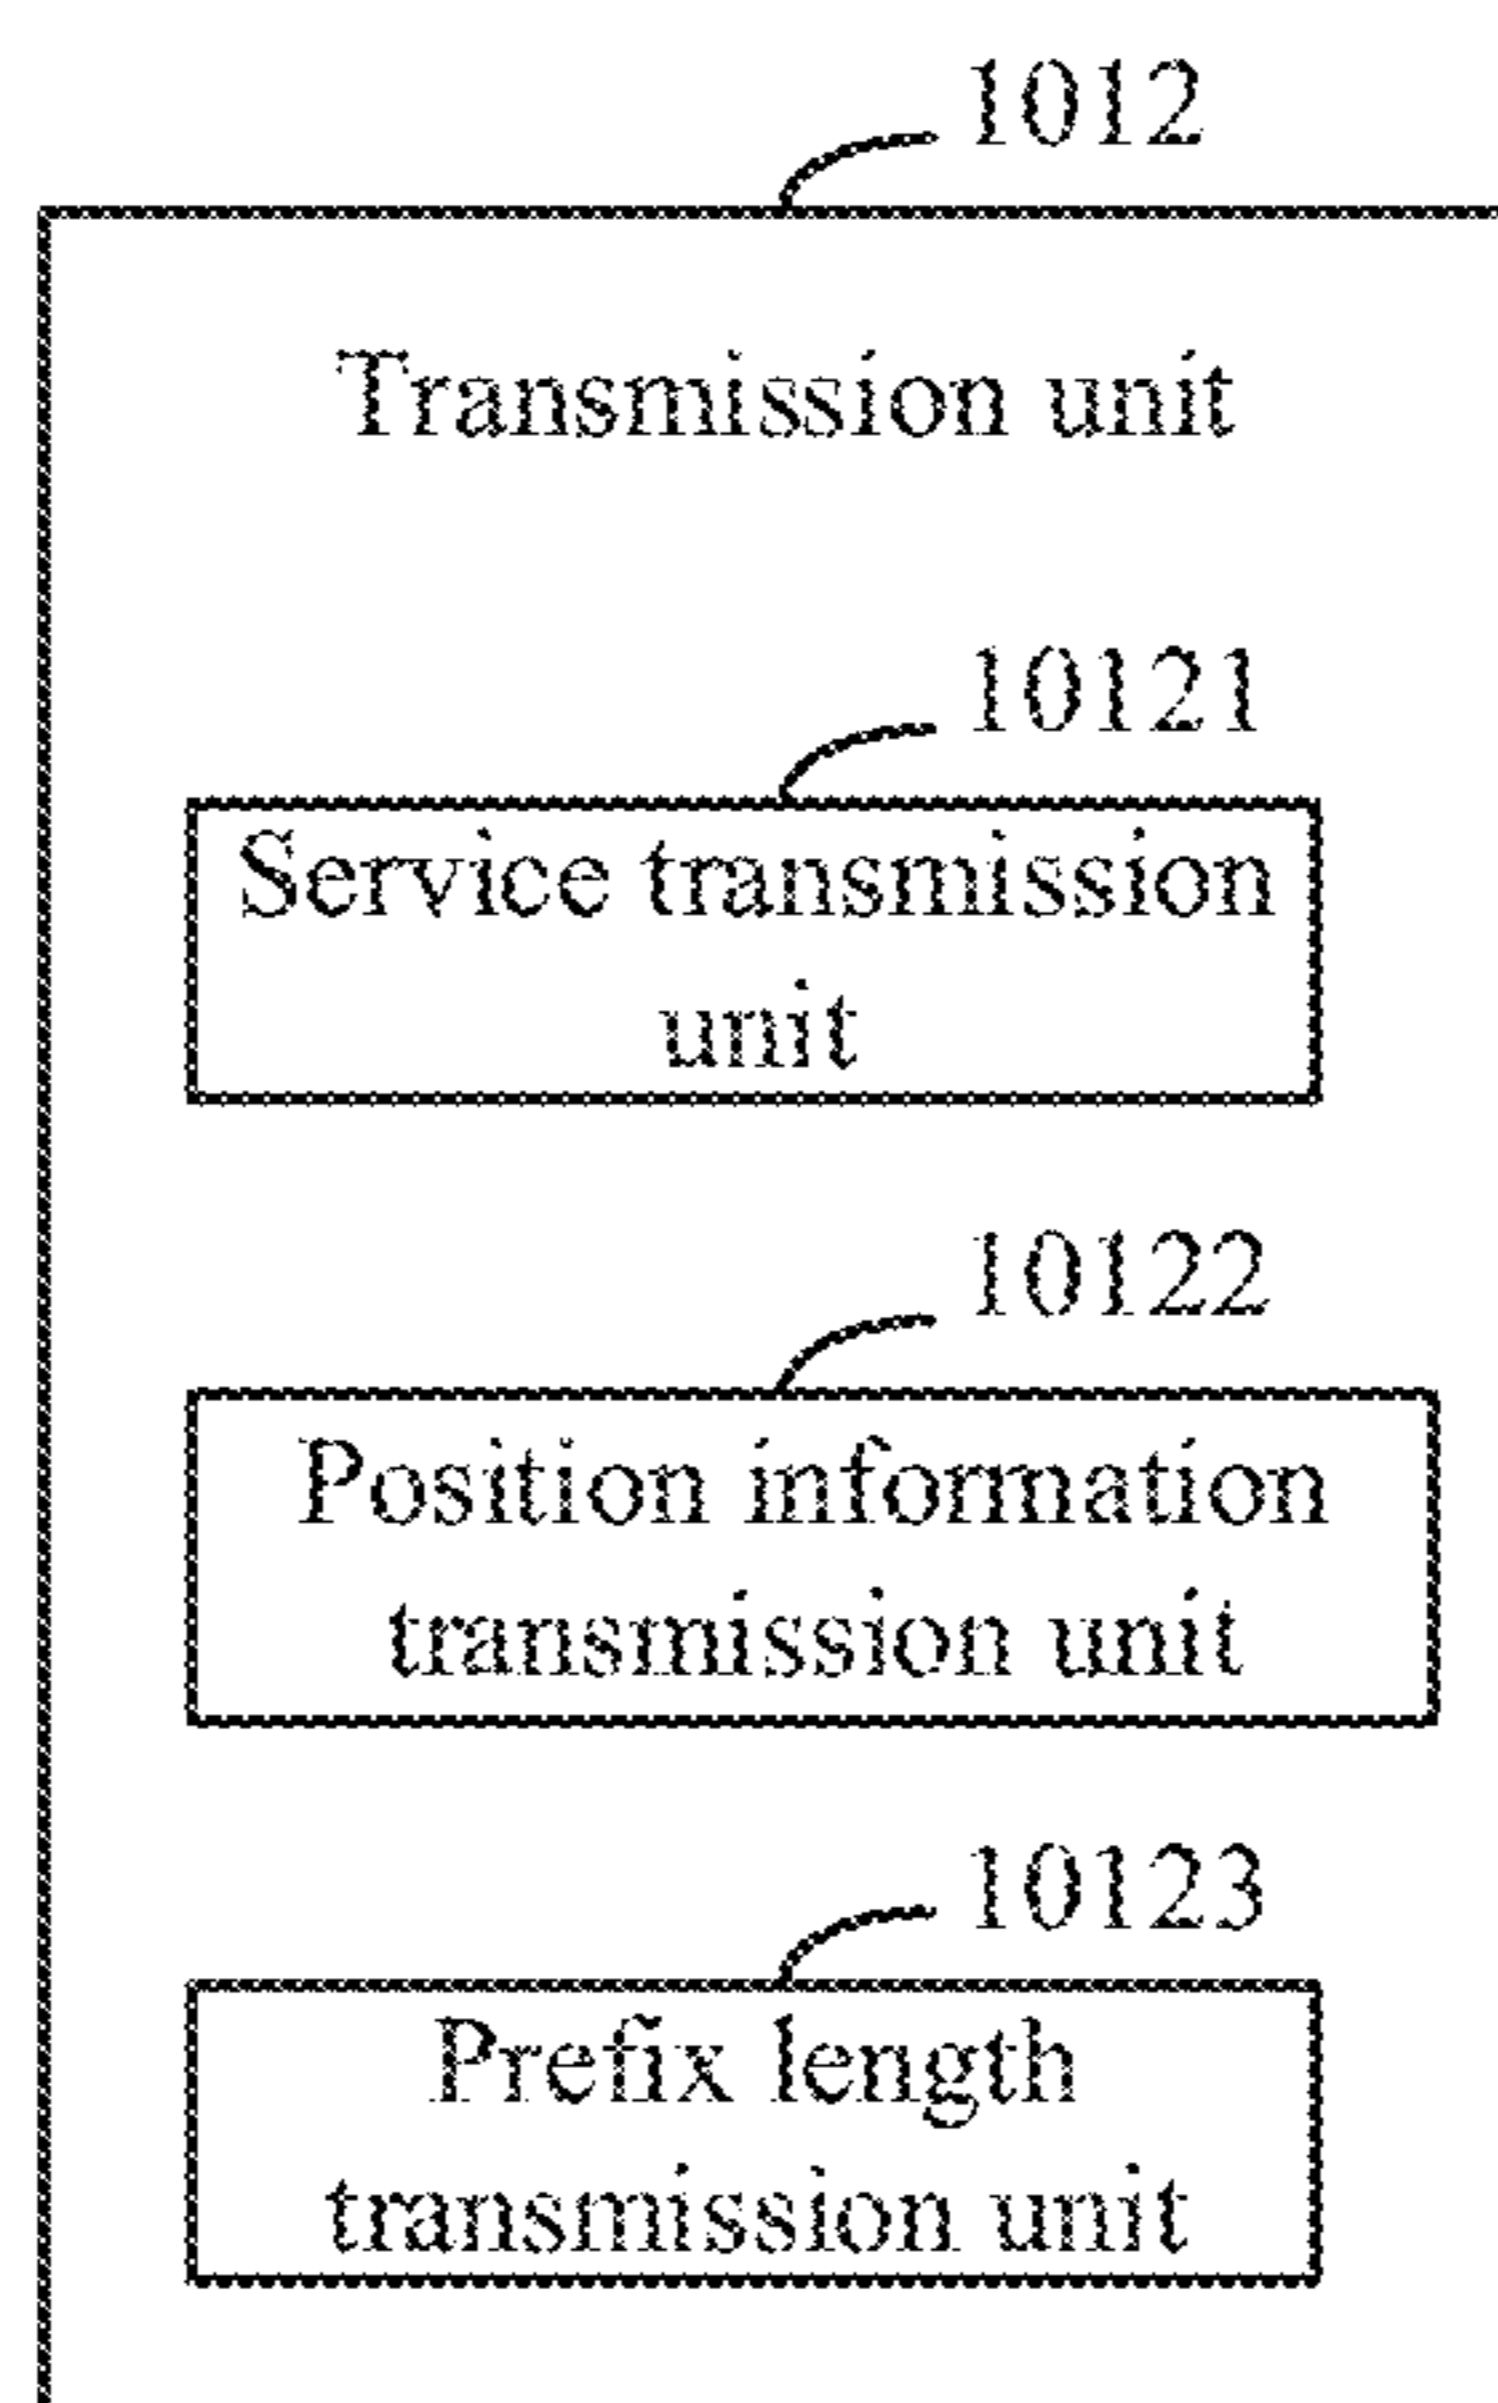 1012
Transmission unit
10121
Service transmission
unit
10122
Position information
transmission unit
10123
Prefix length
transmission unit